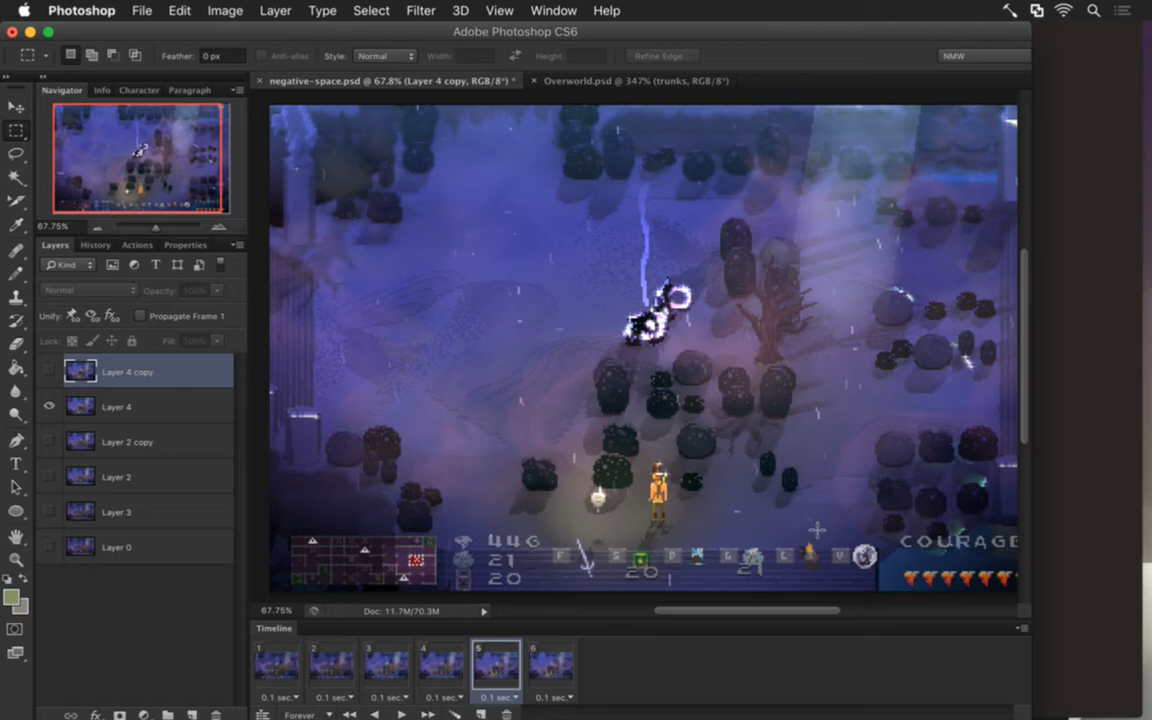 Photoshop File Edit Image Layer Type Select Filter 3D View Window Help
Adobe Photoshop CS6
Feather: 0 px Anti-alias Style: Normal Width: Height: Refine Edge... NMW
× negative-space.psd @ 67.8% (Layer 4 copy, RGB/8*) * × Overworld.psd @ 347% (trunks, RGB/8*)
Navigator Info Character Paragraph
67.75%
Layers History Actions Properties
Kind T
Normal Opacity: 100%
Unify: Propagate Frame 1
Lock: Fill: 100%
Layer 4 copy
Layer 4
Layer 2 copy
Layer 2
Layer 3
Layer 0
446
21
20
F S D G L V
20 21
COURAGE
67.75% Doc: 11.7M/70.3M
Timeline
1 2 3 4 5 6
0.1 sec. 0.1 sec. 0.1 sec. 0.1 sec. 0.1 sec. 0.1 sec.
Forever